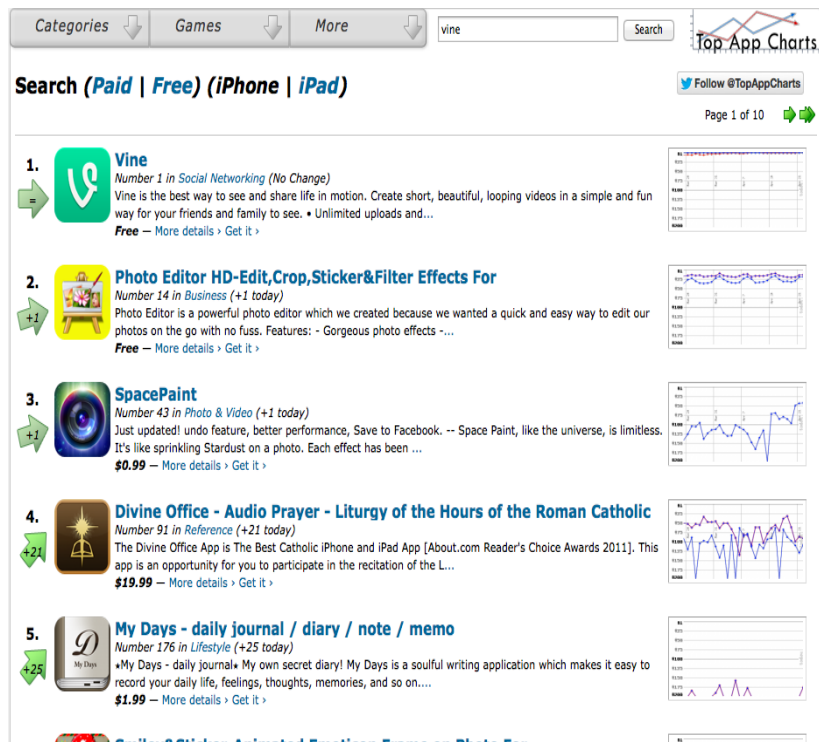 Categories Games More vine Search Top App Charts
Search (Paid | Free) (iPhone | iPad) Follow @TopAppCharts
Page 1 of 10
1. Vine
Number 1 in Social Networking (No Change)
= Vine is the best way to see and share life in motion. Create short, beautiful, looping videos in a simple and fun
way for your friends and family to see. • Unlimited uploads and...
Free — More details › Get it ›
2. Photo Editor HD-Edit,Crop,Sticker&Filter Effects For
Number 14 in Business (+1 today)
+1 Photo Editor is a powerful photo editor which we created because we wanted a quick and easy way to edit our
photos on the go with no fuss. Features: - Gorgeous photo effects -...
Free — More details › Get it ›
3. SpacePaint
Number 43 in Photo & Video (+1 today)
+1 Just updated! undo feature, better performance, Save to Facebook. -- Space Paint, like the universe, is limitless.
It's like sprinkling Stardust on a photo. Each effect has been ...
$0.99 — More details › Get it ›
4. Divine Office - Audio Prayer - Liturgy of the Hours of the Roman Catholic
Number 91 in Reference (+21 today)
+21 The Divine Office App is The Best Catholic iPhone and iPad App [About.com Reader's Choice Awards 2011]. This
app is an opportunity for you to participate in the recitation of the L...
$19.99 — More details › Get it ›
5. My Days - daily journal / diary / note / memo
Number 176 in Lifestyle (+25 today)
D My Days
+25 ★My Days - daily journal★ My own secret diary! My Days is a soulful writing application which makes it easy to
record your daily life, feelings, thoughts, memories, and so on....
$1.99 — More details › Get it ›